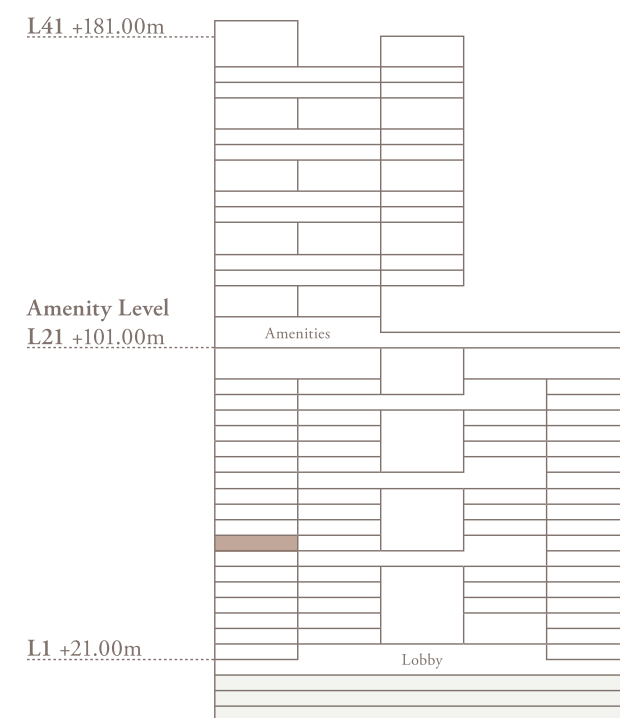 L41 +181.00m
Amenity Level
L21 +101.00m
Amenities
L1 +21.00m
Lobby